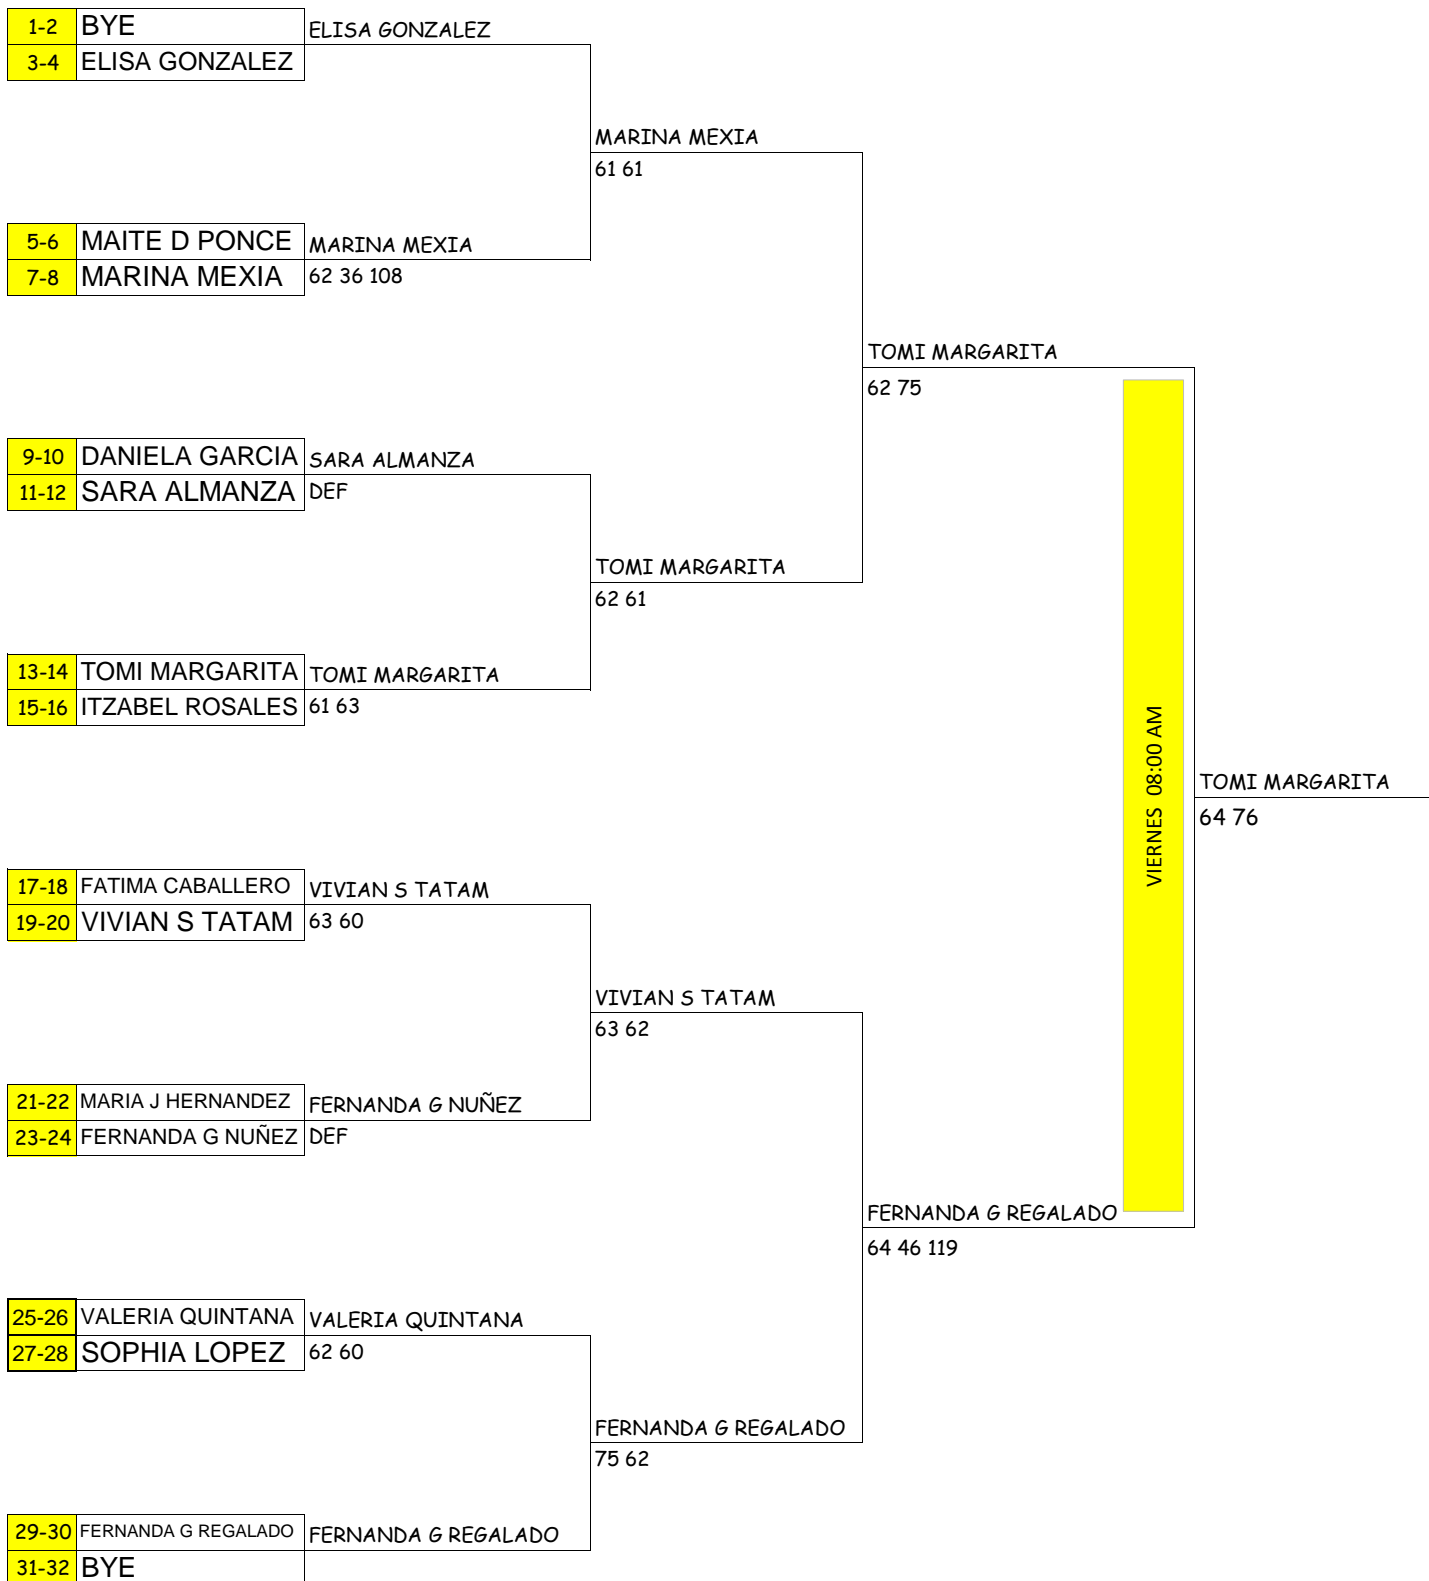 1-2 BYE ELISA GONZALEZ
3-4 ELISA GONZALEZ
MARINA MEXIA
61 61
5-6 MAITE D PONCE MARINA MEXIA
7-8 MARINA MEXIA 62 36 108
TOMI MARGARITA
62 75
9-10 DANIELA GARCIA SARA ALMANZA
11-12 SARA ALMANZA DEF
TOMI MARGARITA
62 61
13-14 TOMI MARGARITA TOMI MARGARITA
15-16 ITZABEL ROSALES 61 63
VIERNES 08:00 AM
TOMI MARGARITA
64 76
17-18 FATIMA CABALLERO VIVIAN S TATAM
19-20 VIVIAN S TATAM 63 60
VIVIAN S TATAM
63 62
21-22 MARIA J HERNANDEZ FERNANDA G NUÑEZ
23-24 FERNANDA G NUÑEZ DEF
FERNANDA G REGALADO
64 46 119
25-26 VALERIA QUINTANA VALERIA QUINTANA
27-28 SOPHIA LOPEZ 62 60
FERNANDA G REGALADO
75 62
29-30 FERNANDA G REGALADO FERNANDA G REGALADO
31-32 BYE